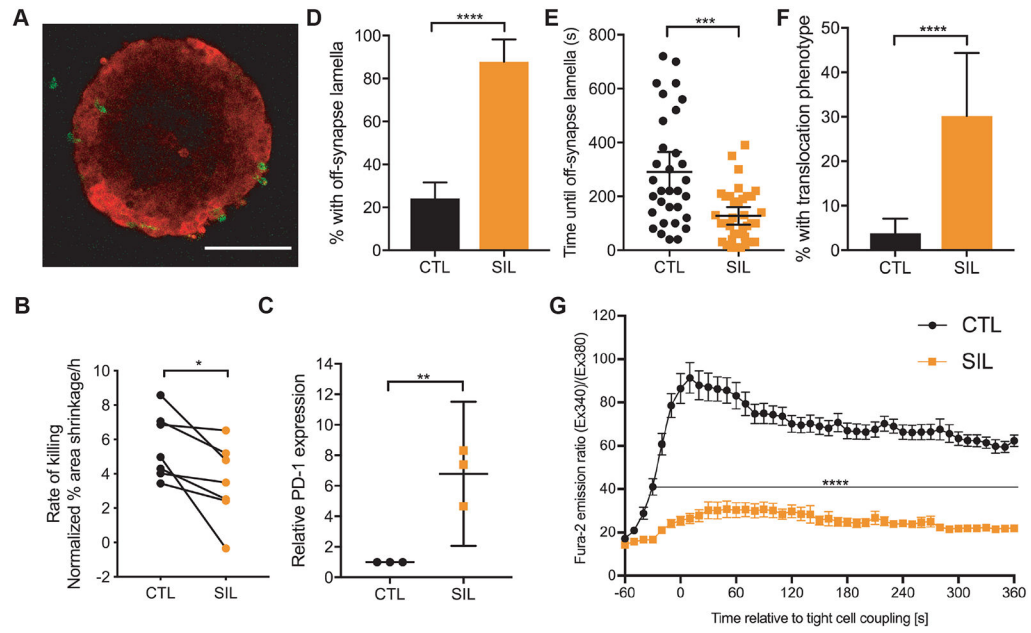 A
D
% with off-synapse lamella
100
80
60
40
20
0
****
CTL
SIL
E
Time until off-synapse lamella (s)
1000
800
600
400
200
0
***
CTL
SIL
F
% with translocation phenotype
50
40
30
20
10
0
****
CTL
SIL
B
Rate of killing
Normalized % area shrinkage/h
10
8
6
4
2
0
-2
*
CTL
SIL
C
Relative PD-1 expression
14
12
10
8
6
4
2
0
**
CTL
SIL
G
Fura-2 emission ratio (Ex340)/(Ex380)
120
100
80
60
40
20
0
CTL
SIL
****
-60
0
60
120
180
240
300
360
Time relative to tight cell coupling [s]